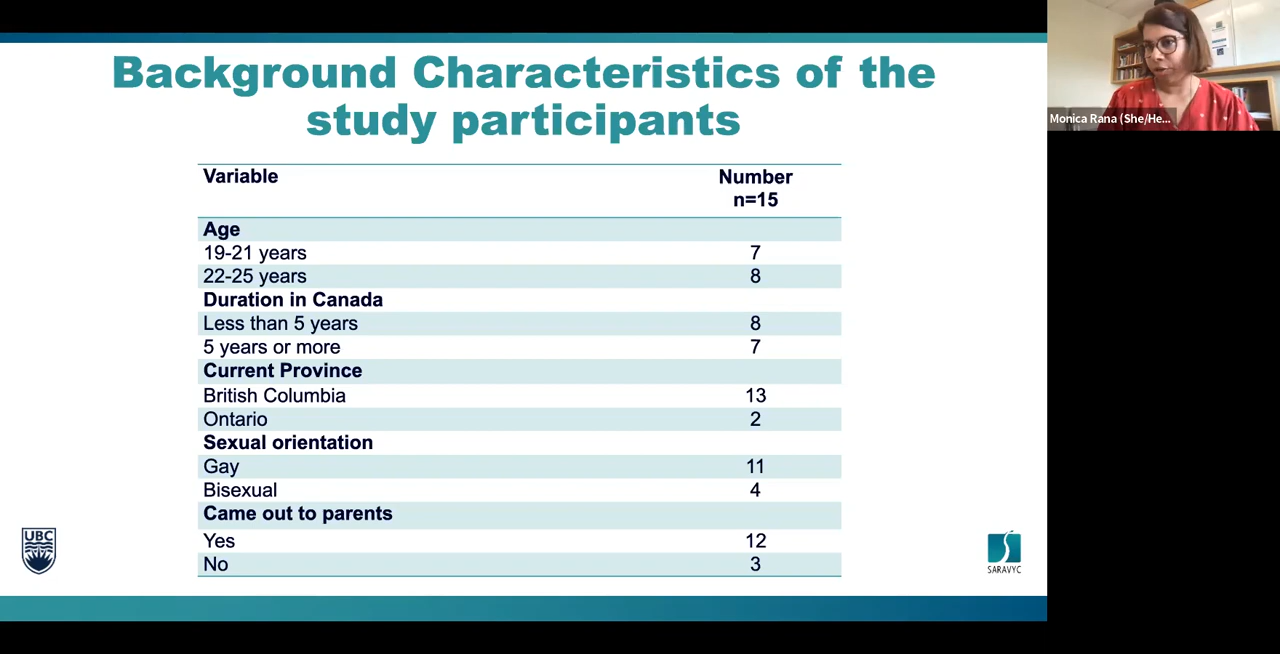 Background Characteristics of the
study participants
Variable Number
n=15
Age
19-21 years 7
22-25 years 8
Duration in Canada
Less than 5 years 8
5 years or more 7
Current Province
British Columbia 13
Ontario 2
Sexual orientation
Gay 11
Bisexual 4
Came out to parents
Yes 12
No 3
UBC
SARAVYC
Monica Rana (She/He...